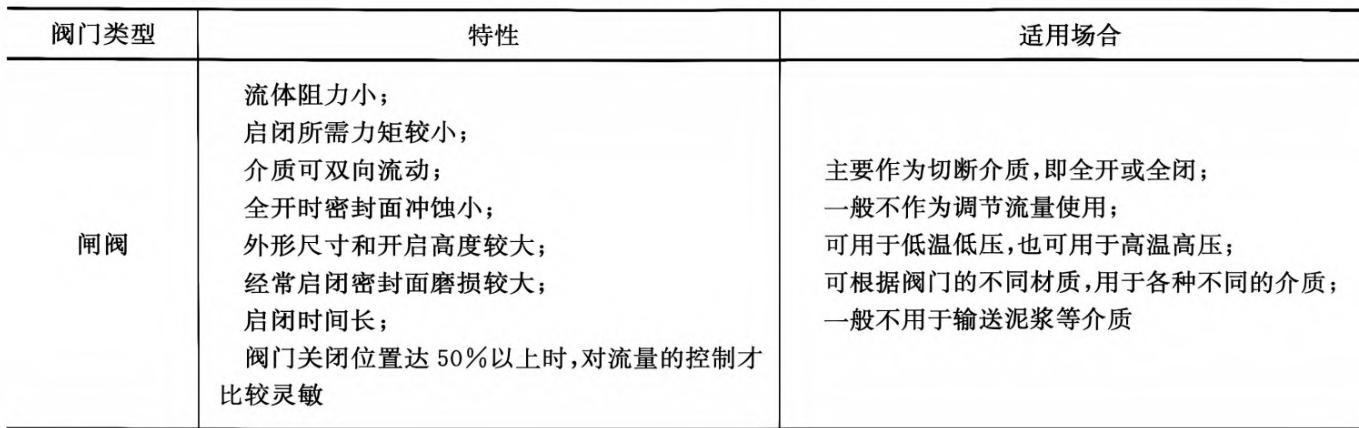 阀门类型 特性 适用场合
闸阀
流体阻力小;
启闭所需力矩较小;
介质可双向流动;
全开时密封面冲蚀小;
外形尺寸和开启高度较大;
经常启闭密封面磨损较大;
启闭时间长;
阀门关闭位置达 50%以上时,对流量的控制才
比较灵敏
主要作为切断介质,即全开或全闭;
一般不作为调节流量使用;
可用于低温低压,也可用于高温高压;
可根据阀门的不同材质,用于各种不同的介质;
一般不用于输送泥浆等介质